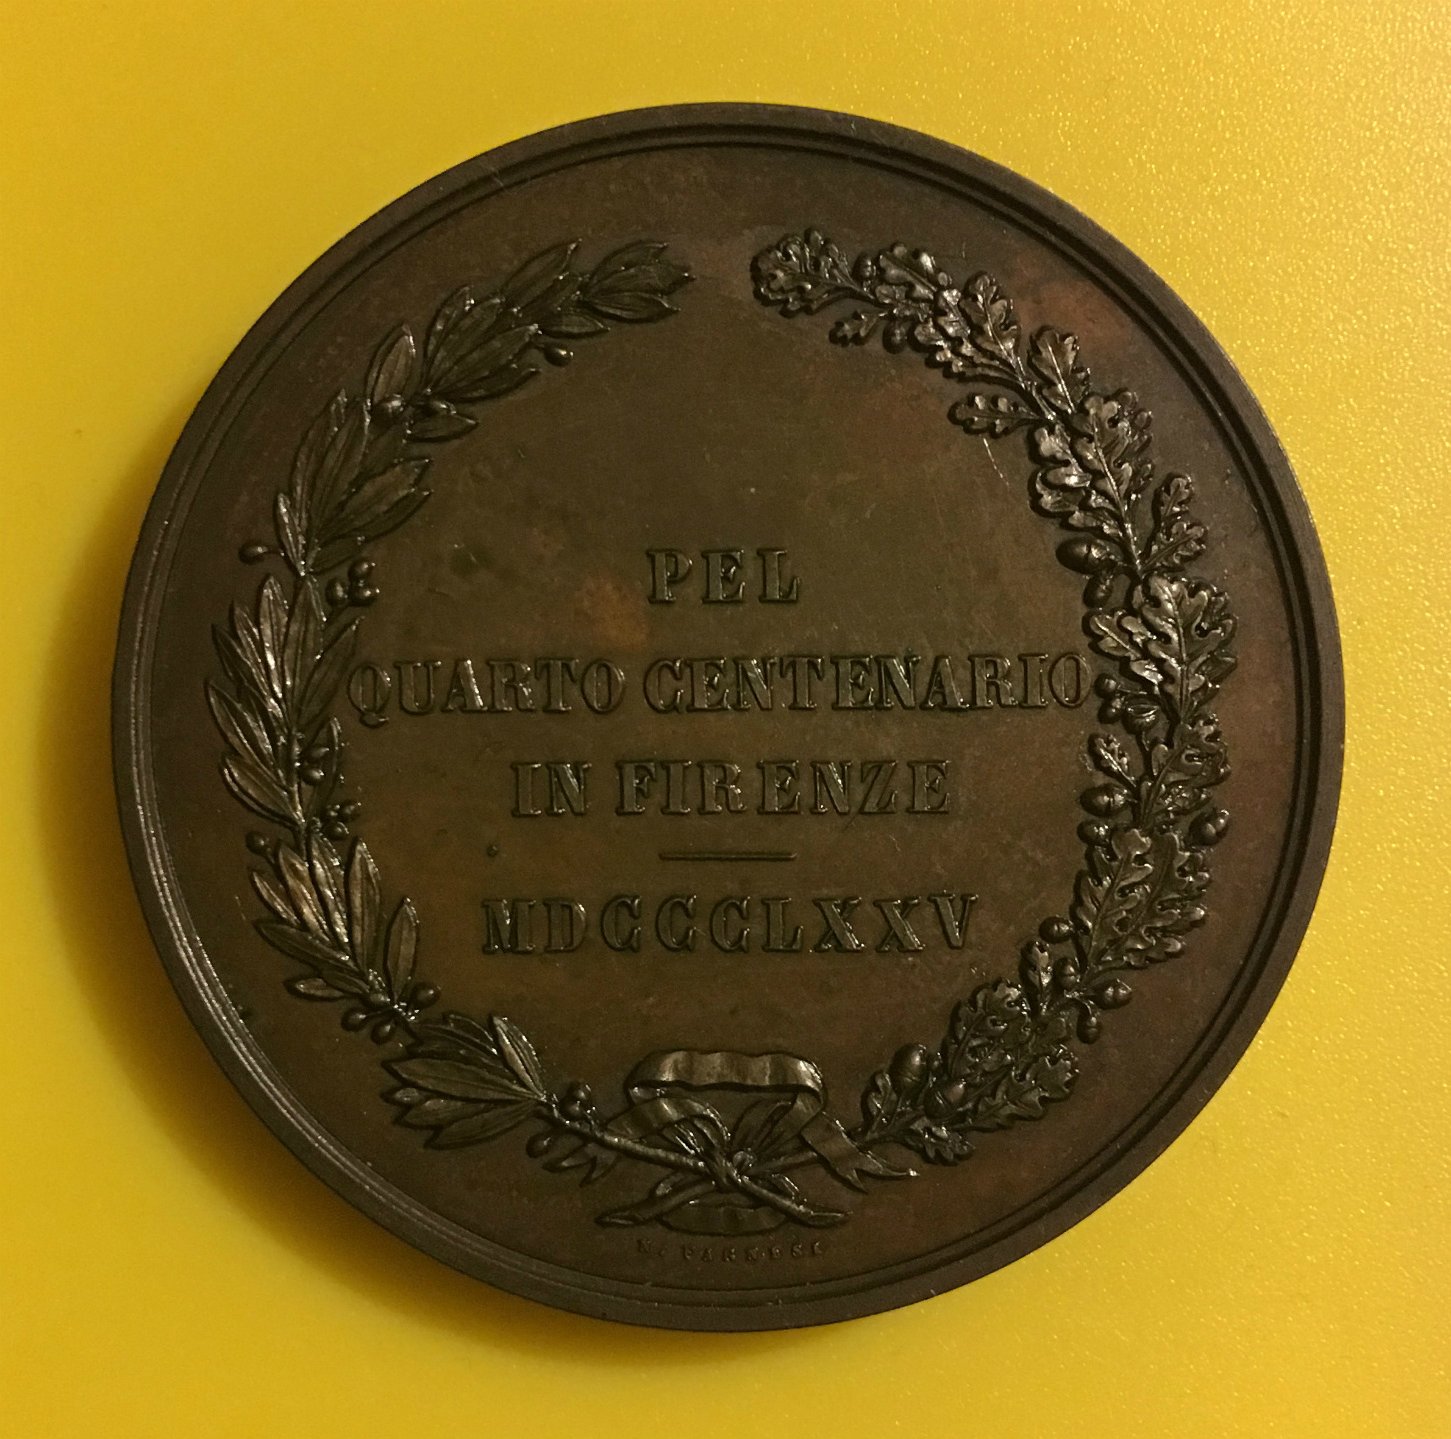 PEL
QUARTO CENTENARIO
IN FIRENZE
MDCCCLXXV